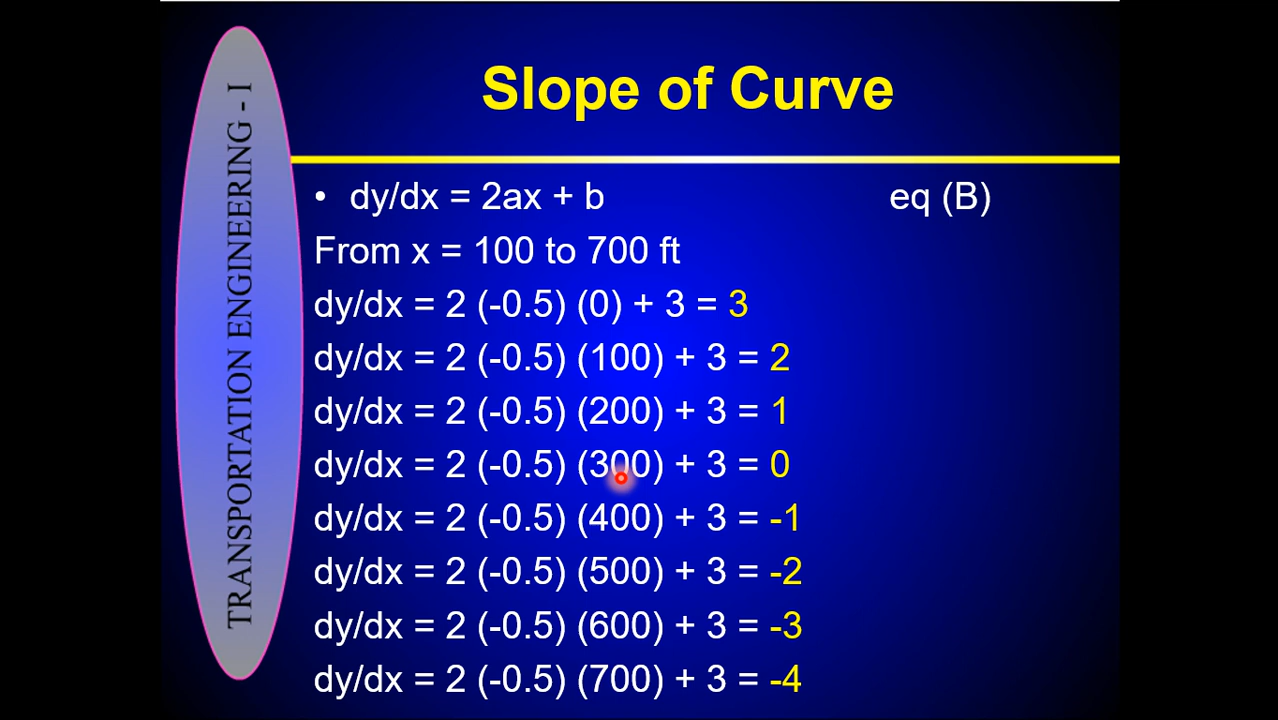 Slope of Curve
TRANSPORTATION ENGINEERING - I
• dy/dx = 2ax + b eq (B)
From x = 100 to 700 ft
dy/dx = 2 (-0.5) (0) + 3 = 3
dy/dx = 2 (-0.5) (100) + 3 = 2
dy/dx = 2 (-0.5) (200) + 3 = 1
dy/dx = 2 (-0.5) (300) + 3 = 0
dy/dx = 2 (-0.5) (400) + 3 = -1
dy/dx = 2 (-0.5) (500) + 3 = -2
dy/dx = 2 (-0.5) (600) + 3 = -3
dy/dx = 2 (-0.5) (700) + 3 = -4